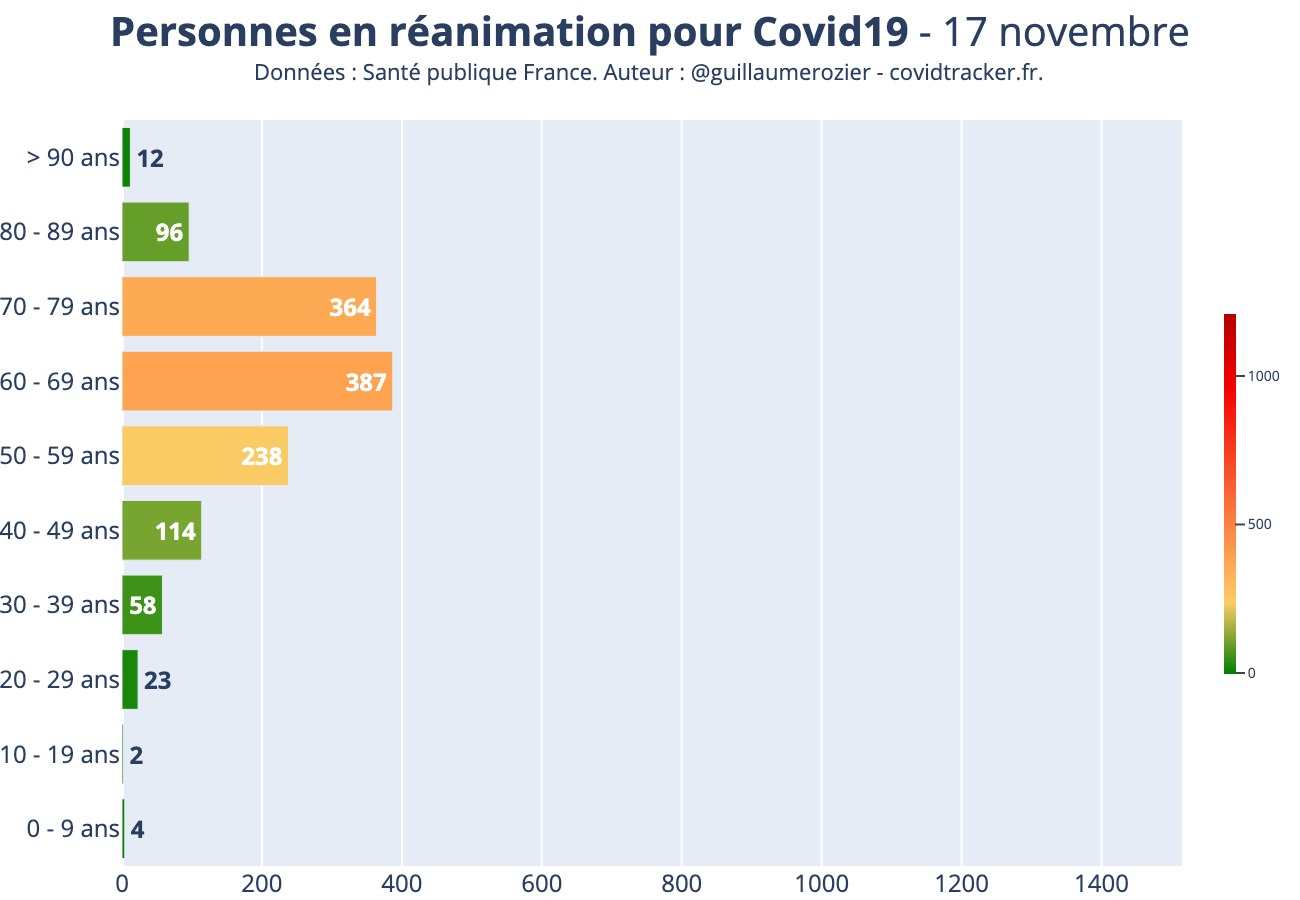 Personnes en réanimation pour Covid19 - 17 novembre
Données : Santé publique France. Auteur : @guillaumerozier - covidtracker.fr.
> 90 ans 12
80 - 89 ans 96
70 - 79 ans 364
60 - 69 ans 387
50 - 59 ans 238
40 - 49 ans 114
30 - 39 ans 58
20 - 29 ans 23
10 - 19 ans 2
0 - 9 ans 4
0 200 400 600 800 1000 1200 1400
1000
500
0